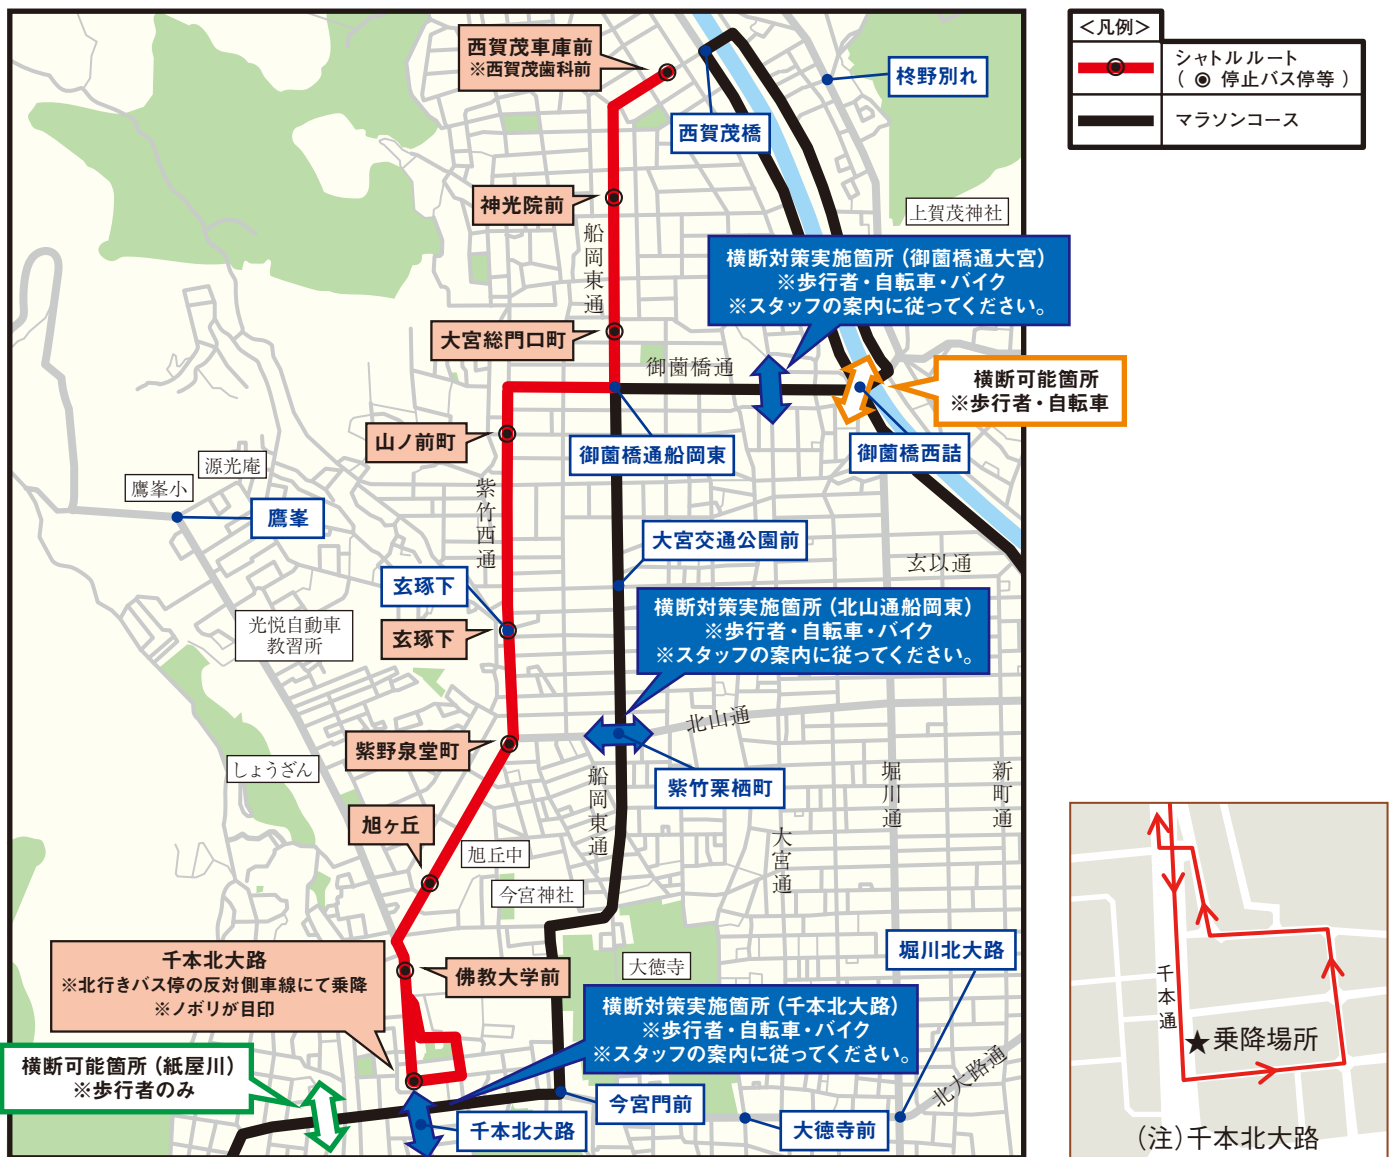 <凡例>
シャトルルート
(◉ 停止バス停等)
マラソンコース
西賀茂車庫前
※西賀茂歯科前
柊野別れ
西賀茂橋
神光院前
上賀茂神社
船岡東通
横断対策実施箇所(御薗橋通大宮)
※歩行者・自転車・バイク
※スタッフの案内に従ってください。
大宮総門口町
御薗橋通
横断可能箇所
※歩行者・自転車
山ノ前町
御薗橋通船岡東
御薗橋西詰
源光庵
鷹峯小
鷹峯
紫竹西通
大宮交通公園前
玄以通
玄琢下
横断対策実施箇所(北山通船岡東)
※歩行者・自転車・バイク
※スタッフの案内に従ってください。
光悦自動車
教習所
玄琢下
北山通
紫野泉堂町
しょうざん
紫竹栗栖町
船岡東通
堀川通
新町通
旭ヶ丘
旭丘中
大宮通
今宮神社
千本北大路
※北行きバス停の反対側車線にて乗降
※ノボリが目印
佛教大学前
大徳寺
堀川北大路
横断対策実施箇所(千本北大路)
※歩行者・自転車・バイク
※スタッフの案内に従ってください。
横断可能箇所(紙屋川)
※歩行者のみ
今宮門前
北大路通
千本北大路
大徳寺前
千本通
★乗降場所
(注)千本北大路